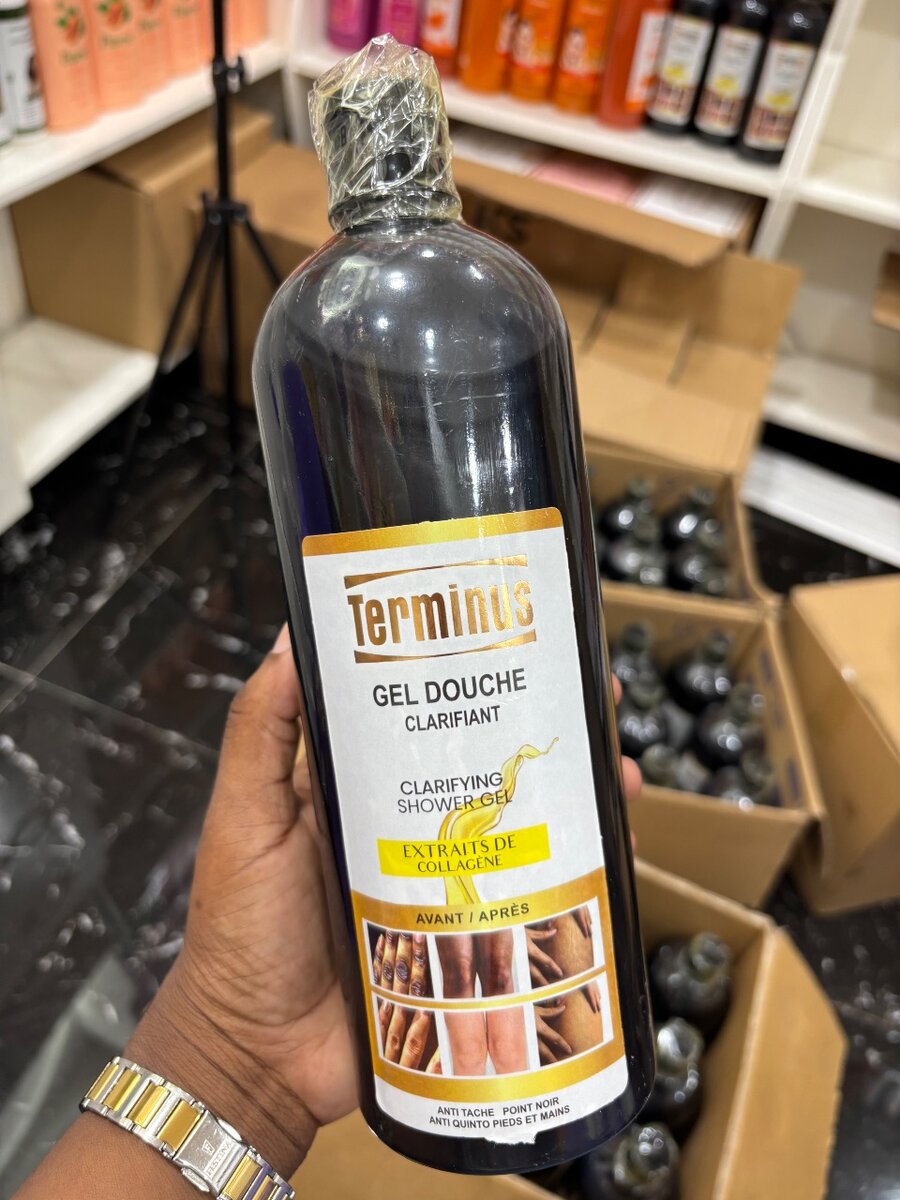 Terminus
GEL DOUCHE
CLARIFIANT
CLARIFYING
SHOWER GEL
EXTRAITS DE
COLLAGÈNE
AVANT / APRÈS
ANTI TACHE POINT NOIR
ANTI QUINTO PIEDS ET MAINS
FESTINA